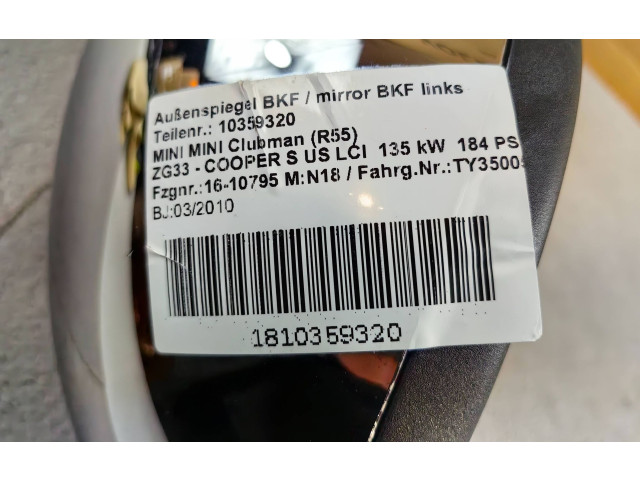 Außenspiegel BKF / mirror BKF links
Teilenr.: 10359320
MINI MINI Clubman (R55)
ZG33 - COOPER S US LCI 135 kW 184 PS
Fzgnr.:16-10795 M:N18 / Fahrg.Nr.:TY3500
BJ:03/2010
1810359320